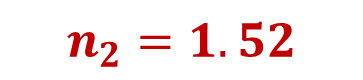 n₂ = 1.52